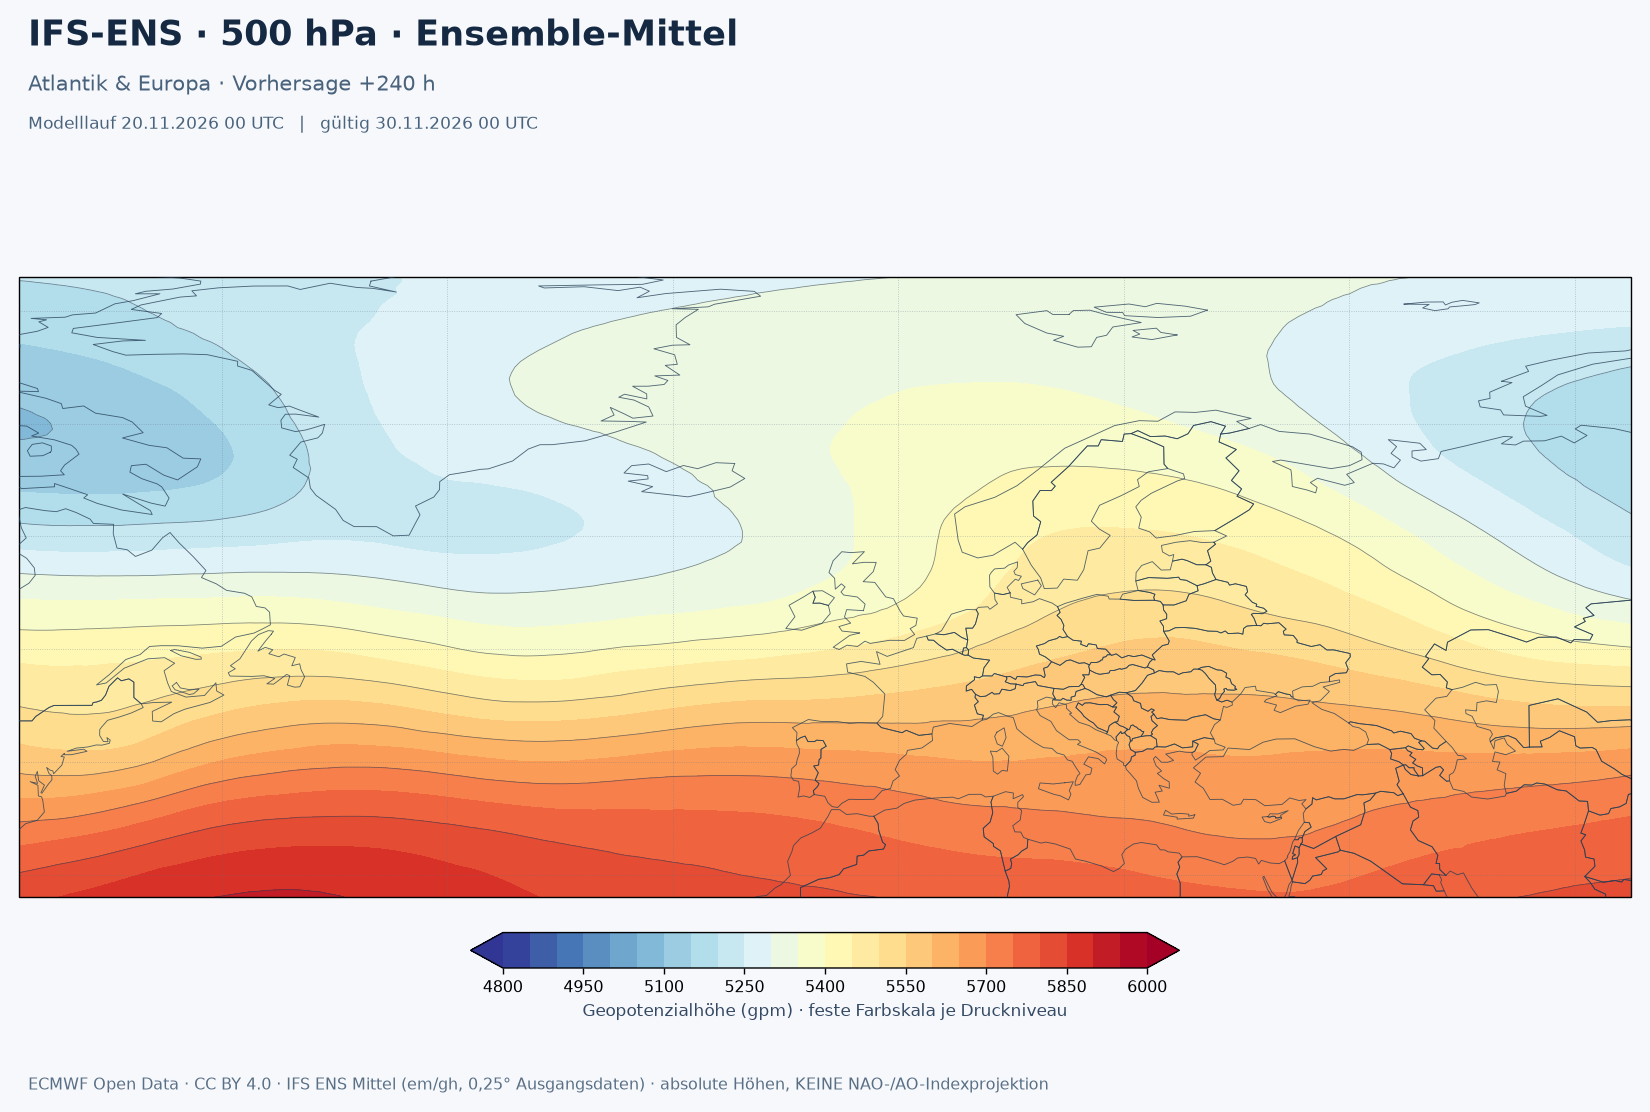 IFS-ENS · 500 hPa · Ensemble-Mittel
Atlantik & Europa · Vorhersage +240 h
Modelllauf 20.11.2026 00 UTC | gültig 30.11.2026 00 UTC
4800 4950 5100 5250 5400 5550 5700 5850 6000
Geopotenzialhöhe (gpm) · feste Farbskala je Druckniveau
ECMWF Open Data · CC BY 4.0 · IFS ENS Mittel (em/gh, 0,25° Ausgangsdaten) · absolute Höhen, KEINE NAO-/AO-Indexprojektion